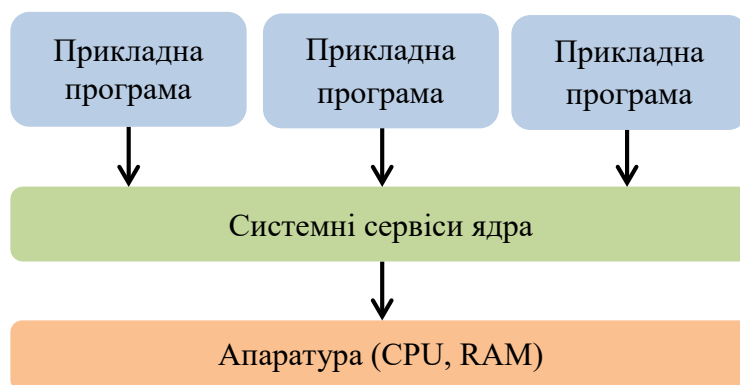 Прикладна
програма
Прикладна
програма
Прикладна
програма
Системні сервіси ядра
Апаратура (CPU, RAM)